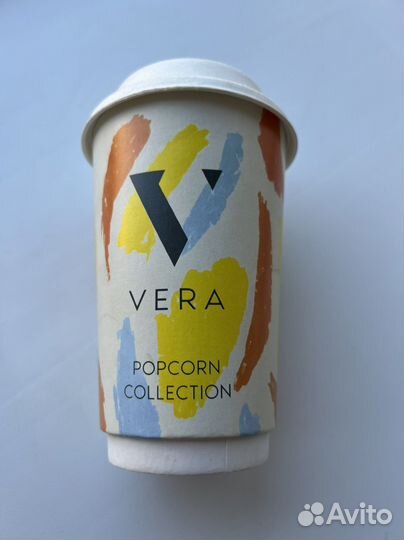 V
VERA
POPCORN
COLLECTION
Avito